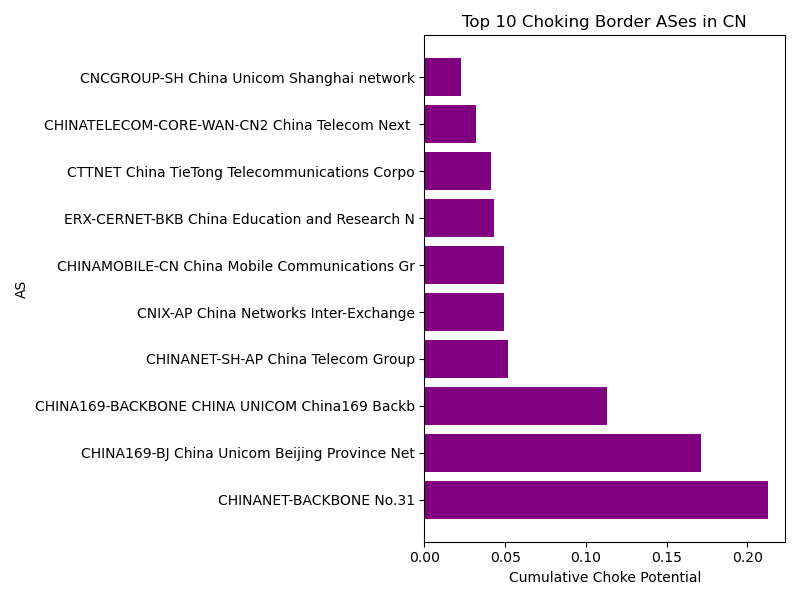 Top 10 Choking Border ASes in CN
CNCGROUP-SH China Unicom Shanghai network
CHINATELECOM-CORE-WAN-CN2 China Telecom Next
CTTNET China TieTong Telecommunications Corpo
ERX-CERNET-BKB China Education and Research N
CHINAMOBILE-CN China Mobile Communications Gr
CNIX-AP China Networks Inter-Exchange
CHINANET-SH-AP China Telecom Group
CHINA169-BACKBONE CHINA UNICOM China169 Backb
CHINA169-BJ China Unicom Beijing Province Net
CHINANET-BACKBONE No.31
AS
0.00 0.05 0.10 0.15 0.20
Cumulative Choke Potential